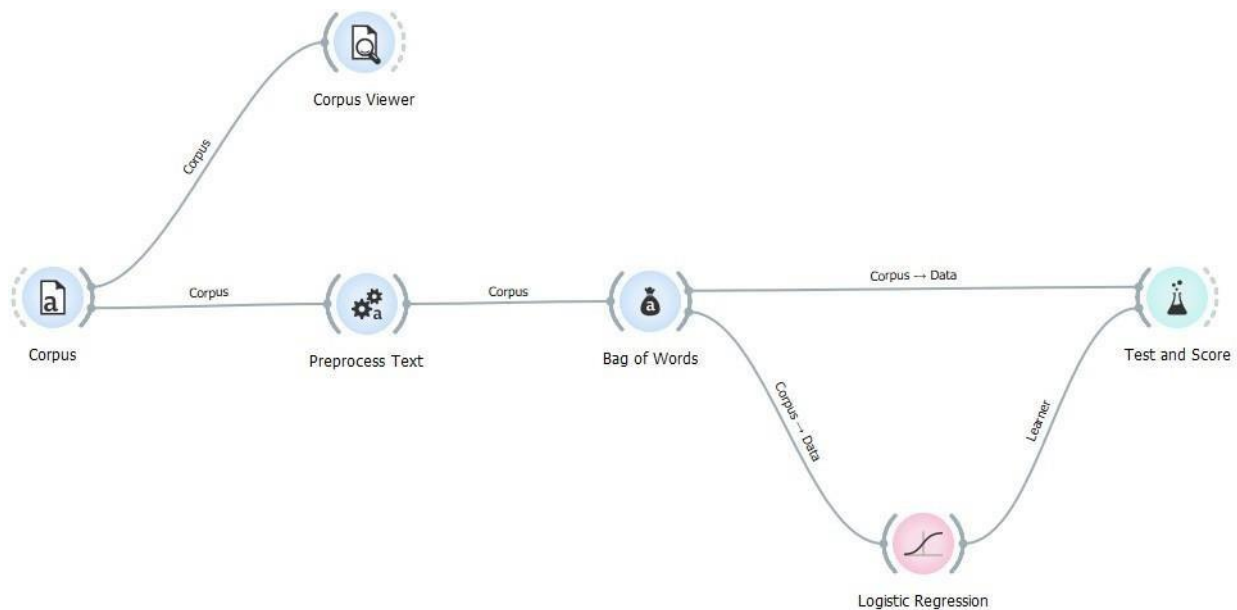 Corpus Viewer
Corpus
a
Corpus
a
Corpus
a
Corpus → Data
Corpus
Preprocess Text
Bag of Words
Test and Score
Corpus → Data
Learner
Logistic Regression